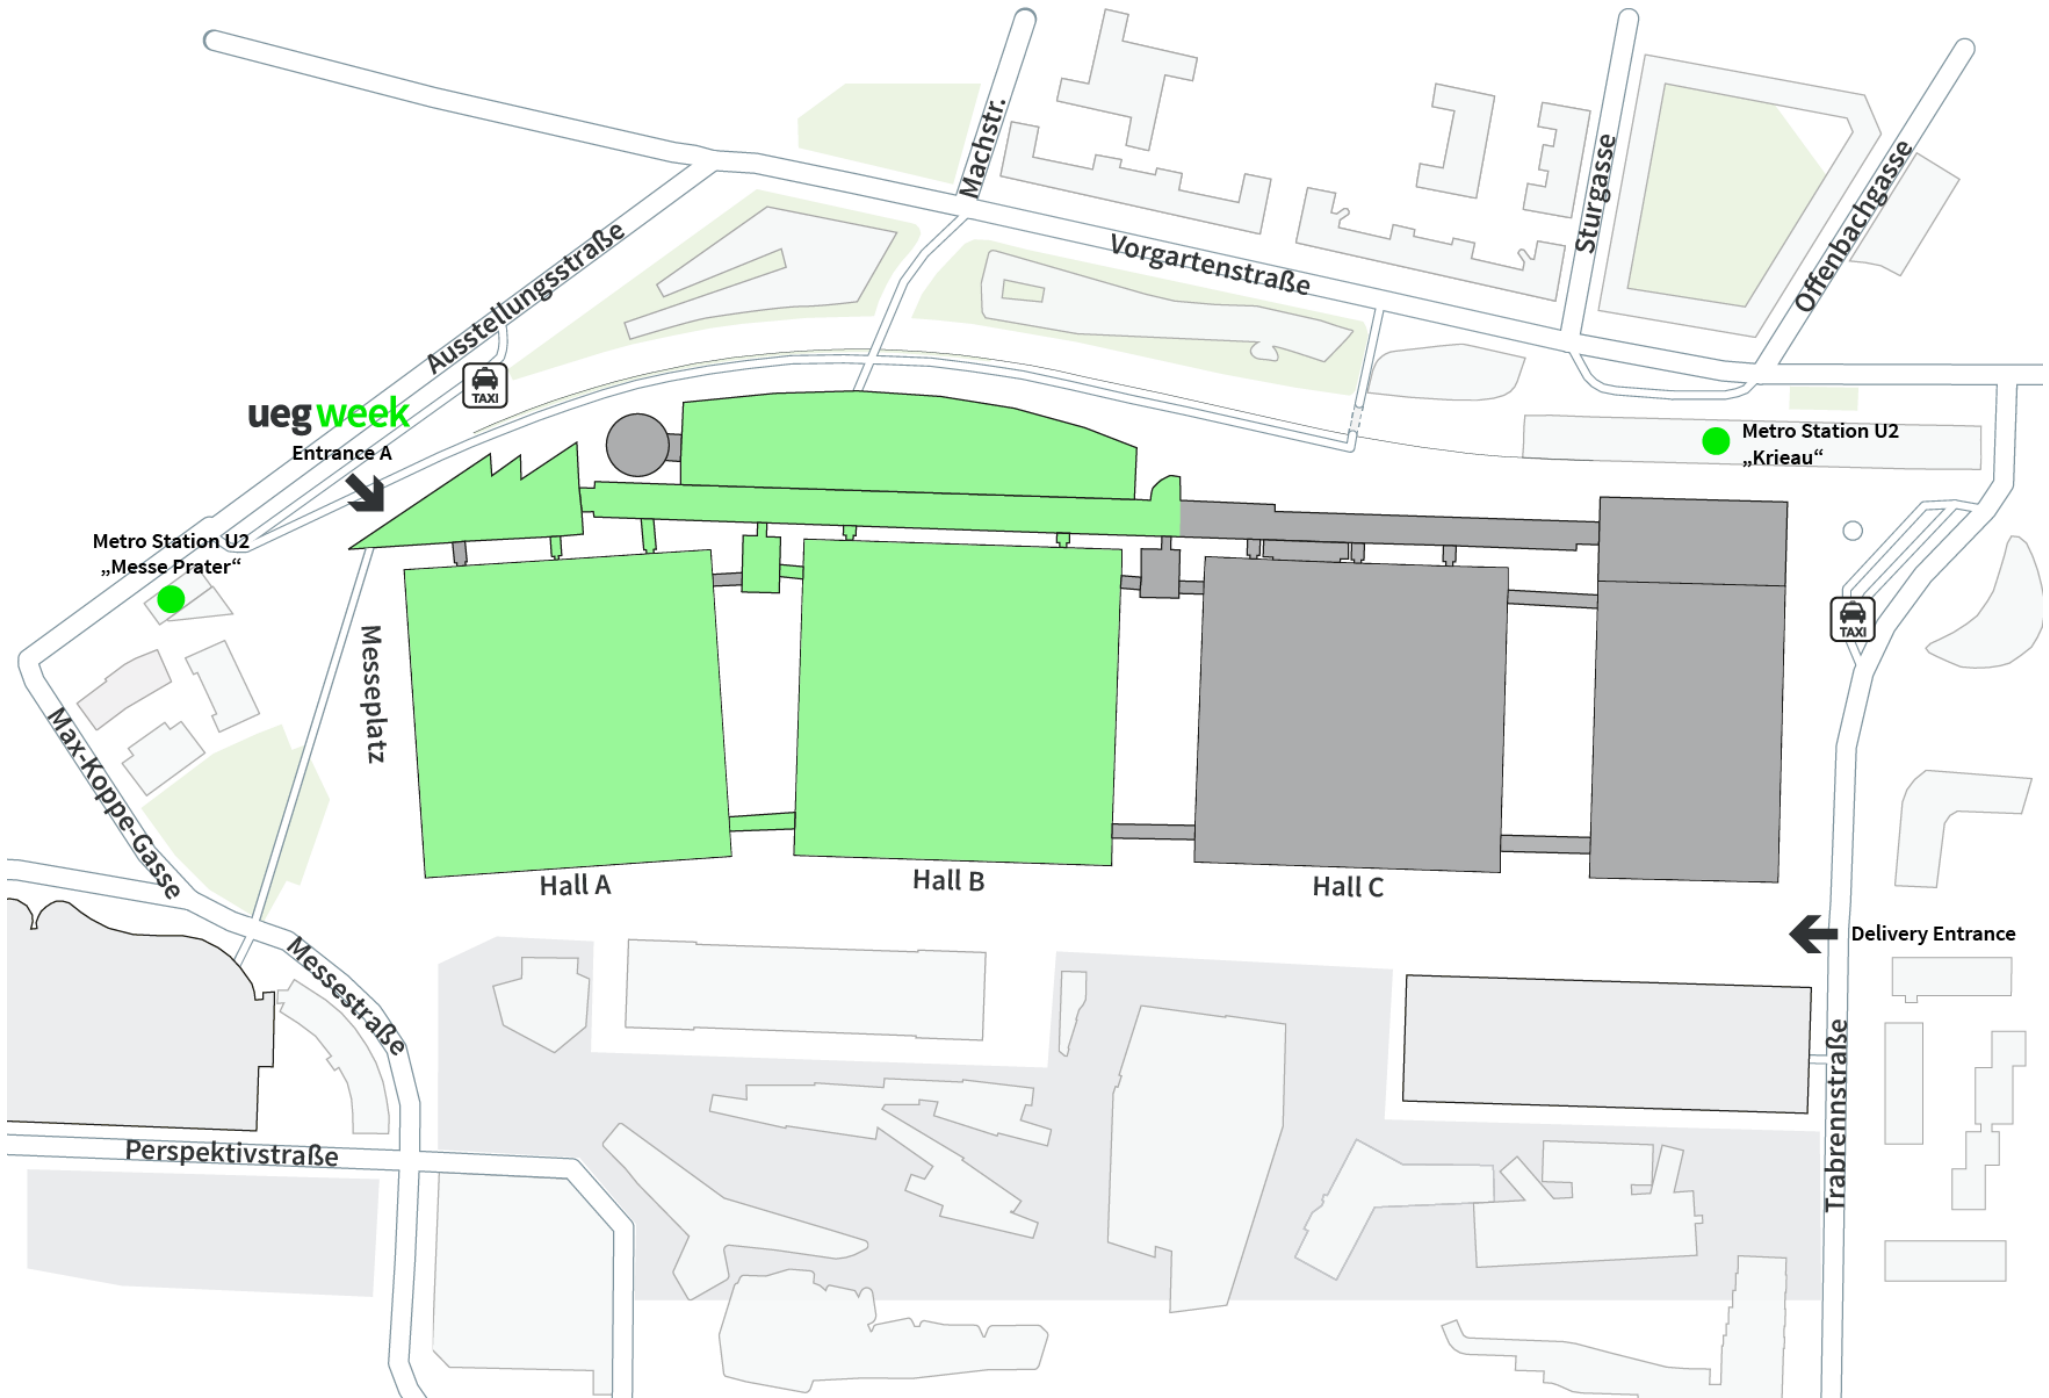 Machstr.
Sturgasse
Offenbachgasse
Vorgartenstraße
Ausstellungsstraße
TAXI
ueg week
Entrance A
Metro Station U2
„Krieau“
Metro Station U2
„Messe Prater“
TAXI
Messeplatz
Max-Koppe-Gasse
Hall A
Hall B
Hall C
Delivery Entrance
Messestraße
Trabrennstraße
Perspektivstraße